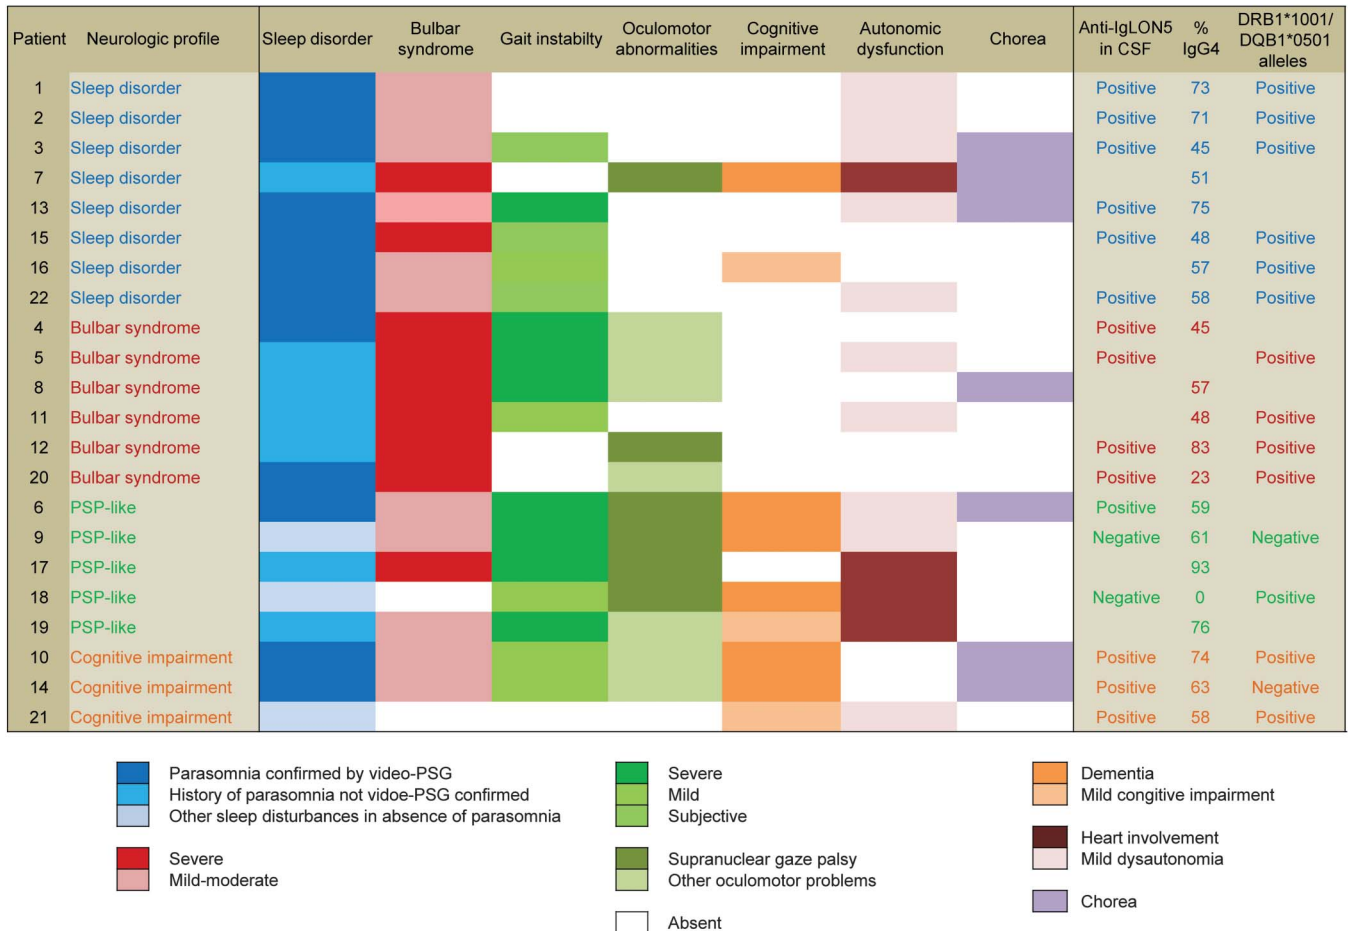 Patient Neurologic profile Sleep disorder Bulbar syndrome Gait instabilty Oculomotor abnormalities Cognitive impairment Autonomic dysfunction Chorea Anti-IgLON5 in CSF % IgG4 DRB1*1001/ DQB1*0501 alleles
1 Sleep disorder Positive 73 Positive
2 Sleep disorder Positive 71 Positive
3 Sleep disorder Positive 45 Positive
7 Sleep disorder 51
13 Sleep disorder Positive 75
15 Sleep disorder Positive 48 Positive
16 Sleep disorder 57 Positive
22 Sleep disorder Positive 58 Positive
4 Bulbar syndrome Positive 45
5 Bulbar syndrome Positive Positive
8 Bulbar syndrome 57
11 Bulbar syndrome 48 Positive
12 Bulbar syndrome Positive 83 Positive
20 Bulbar syndrome Positive 23 Positive
6 PSP-like Positive 59
9 PSP-like Negative 61 Negative
17 PSP-like 93
18 PSP-like Negative 0 Positive
19 PSP-like 76
10 Cognitive impairment Positive 74 Positive
14 Cognitive impairment Positive 63 Negative
21 Cognitive impairment Positive 58 Positive
Parasomnia confirmed by video-PSG
History of parasomnia not vidoe-PSG confirmed
Other sleep disturbances in absence of parasomnia
Severe
Mild-moderate
Severe
Mild
Subjective
Supranuclear gaze palsy
Other oculomotor problems
Absent
Dementia
Mild congitive impairment
Heart involvement
Mild dysautonomia
Chorea